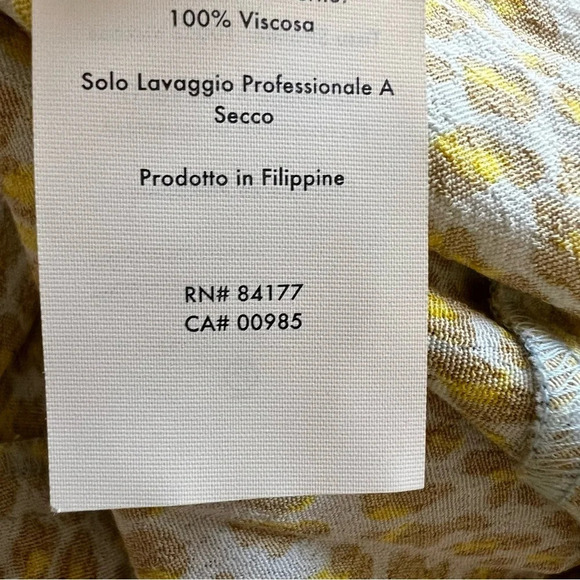 100% Viscosa
Solo Lavaggio Professionale A
Secco
Prodotto in Filippine
RN# 84177
CA# 00985